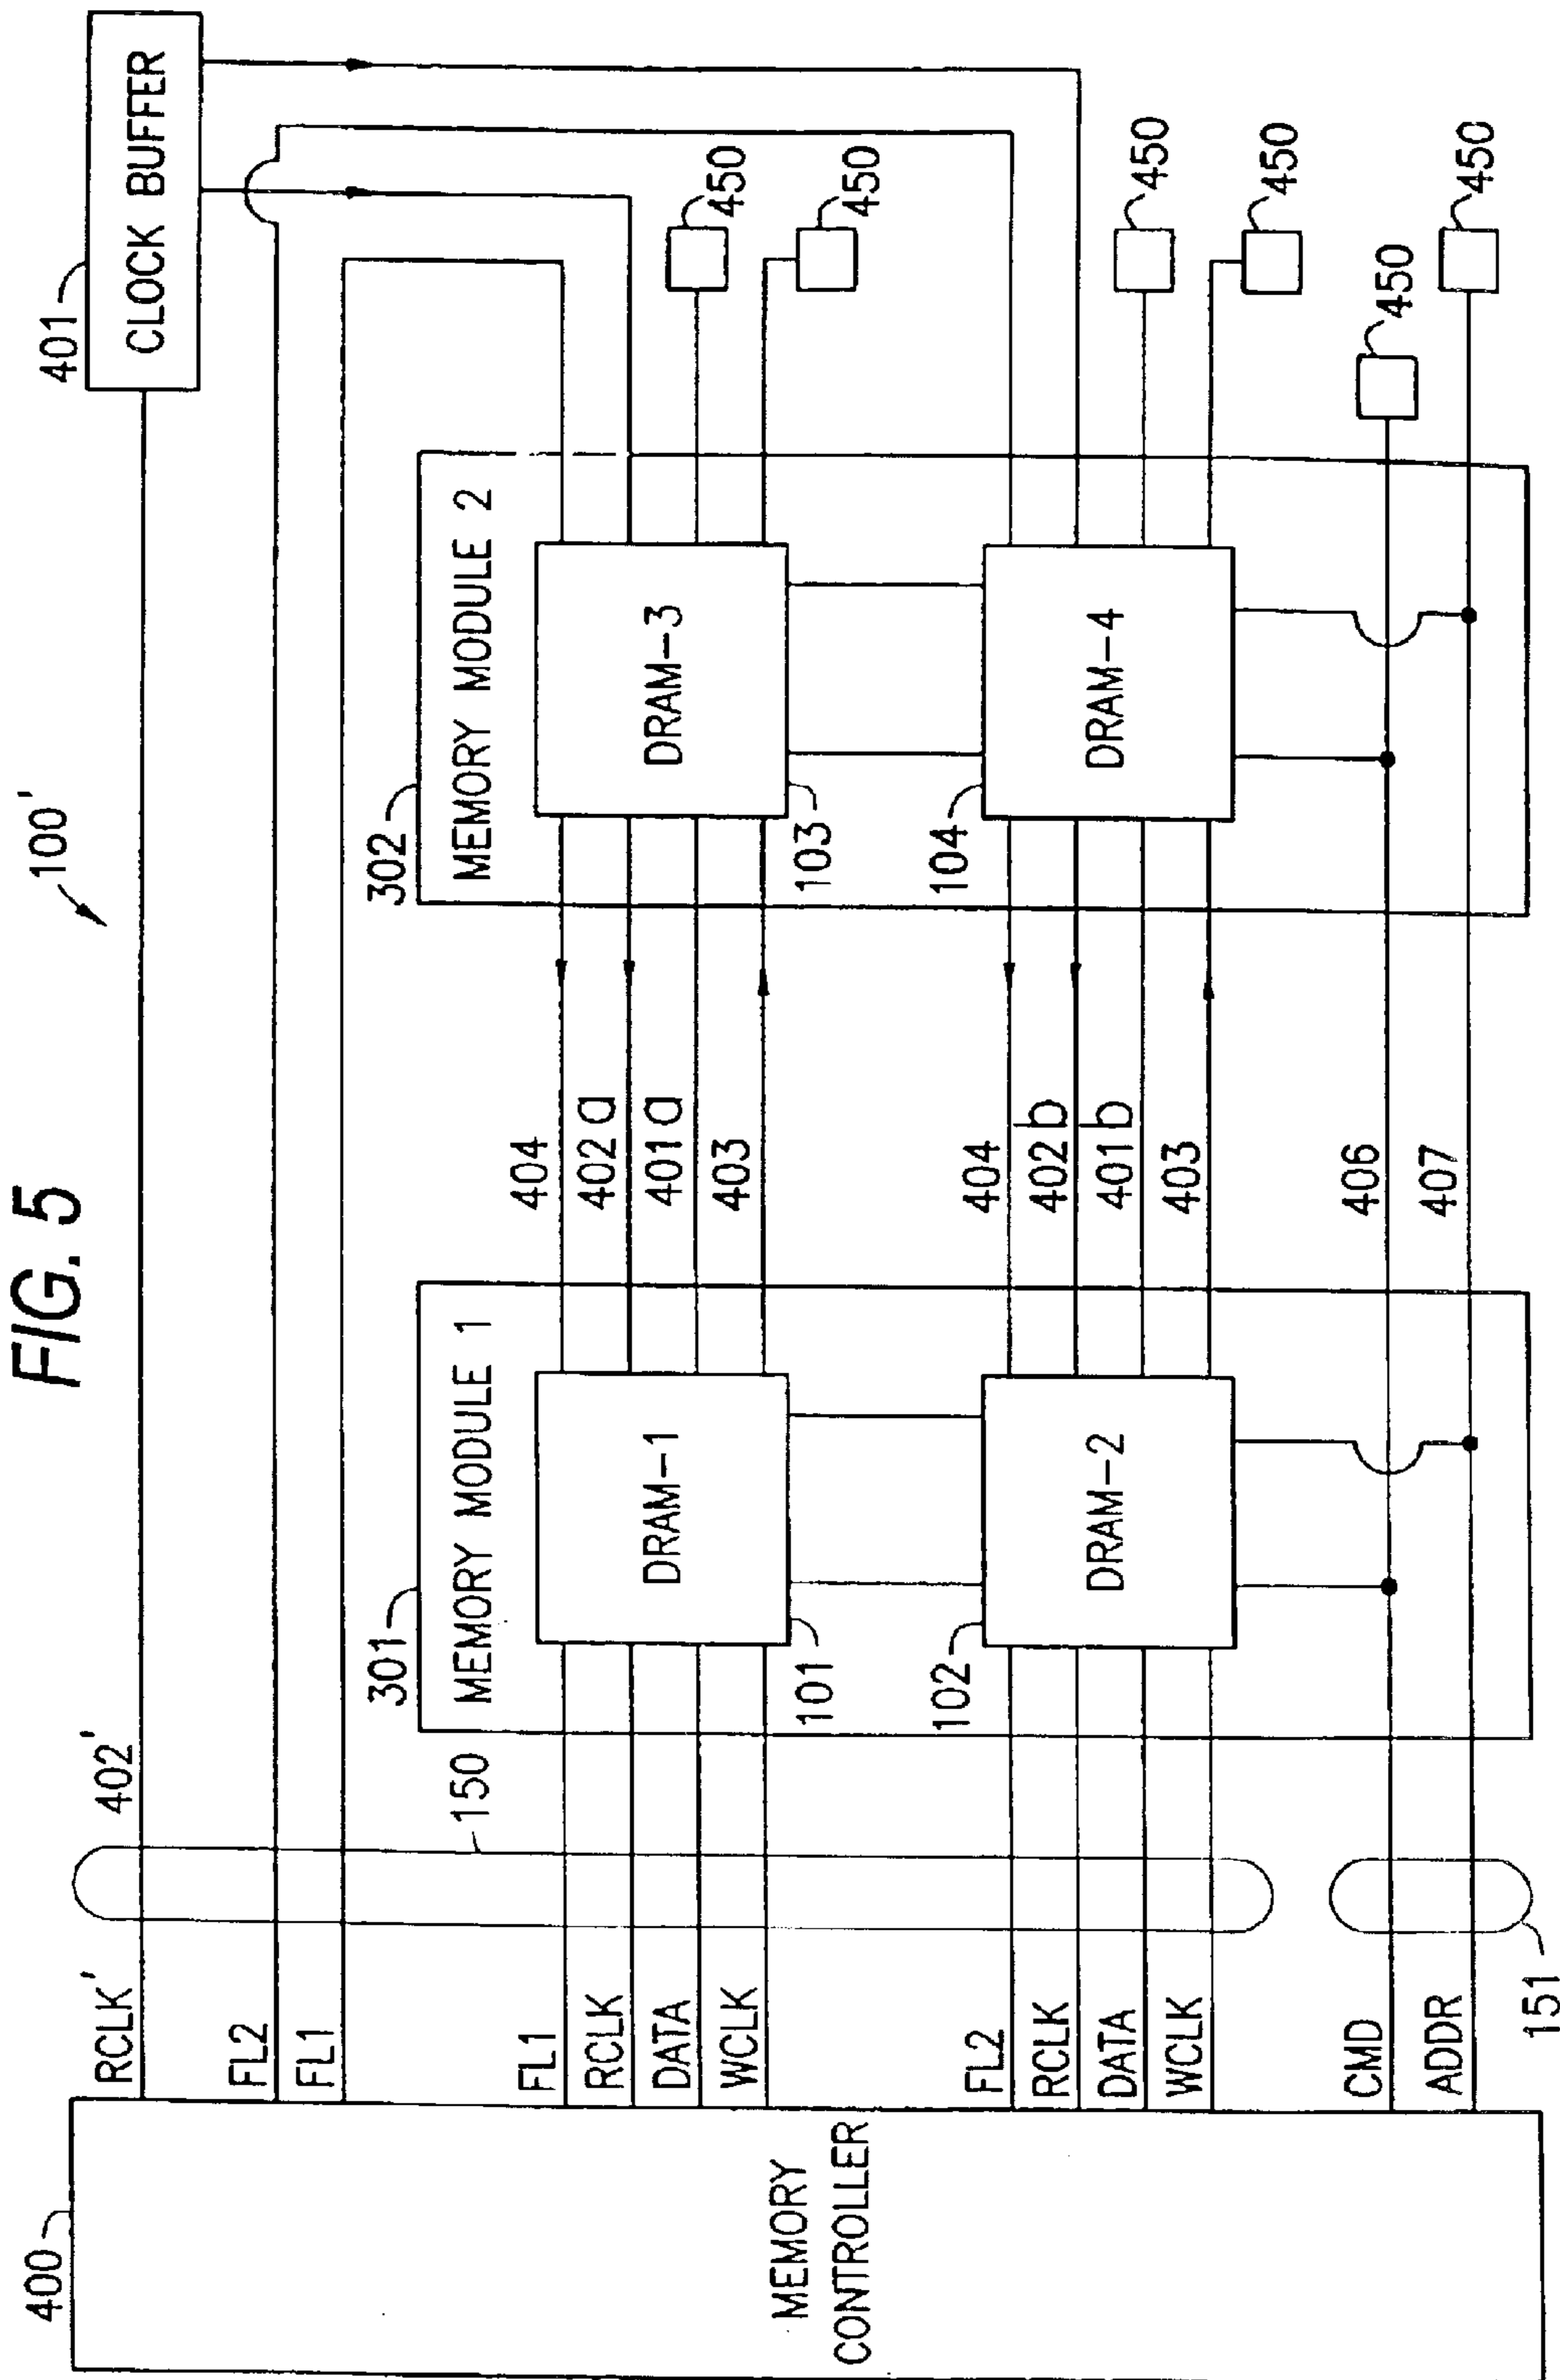 FIG. 5
100'
400
MEMORY
CONTROLLER
RCLK'
402'
401
CLOCK BUFFER
FL2
FL1
150
301
MEMORY MODULE 1
302
MEMORY MODULE 2
FL1
RCLK
DATA
WCLK
DRAM-1
101
404
402a
401a
403
DRAM-3
103
450
450
FL2
RCLK
DATA
WCLK
102
DRAM-2
404
402b
401b
403
104
DRAM-4
450
450
CMD
406
450
ADDR
407
450
151